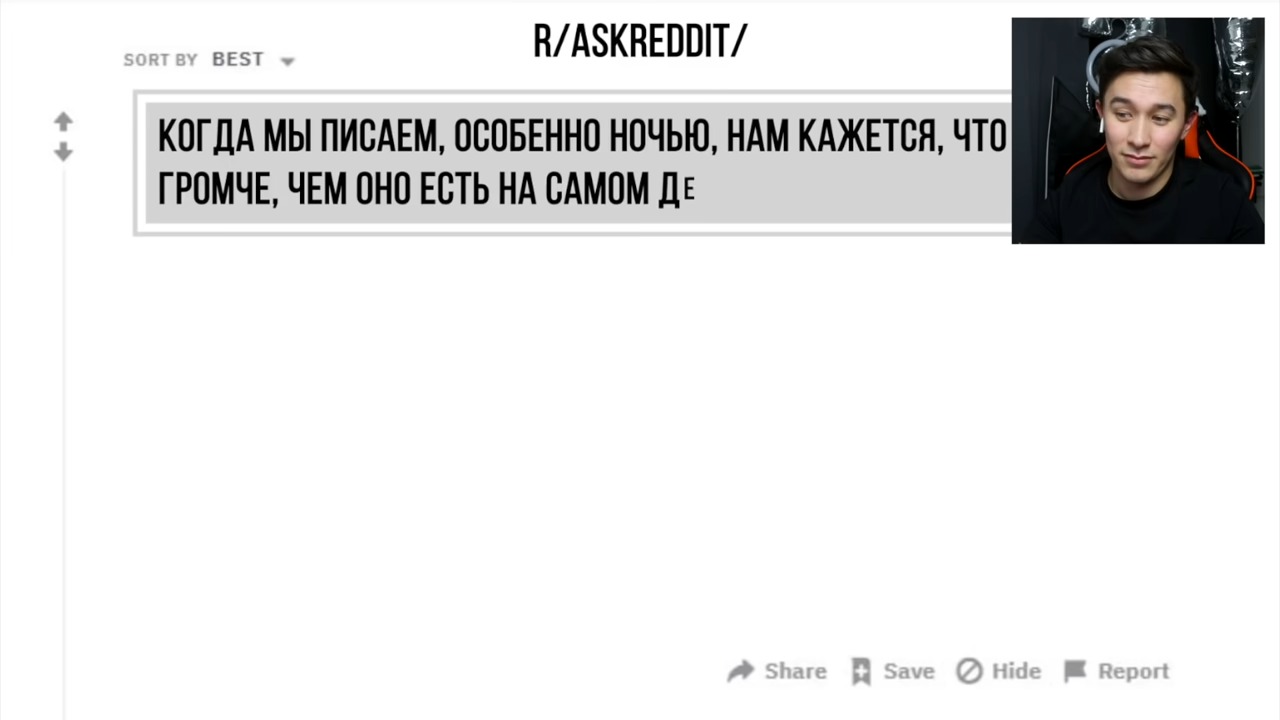 R/ASKREDDIT/
SORT BY BEST
КОГДА МЫ ПИСАЕМ, ОСОБЕННО НОЧЬЮ, НАМ КАЖЕТСЯ, ЧТО
ГРОМЧЕ, ЧЕМ ОНО ЕСТЬ НА САМОМ ДЕ
Share Save Hide Report